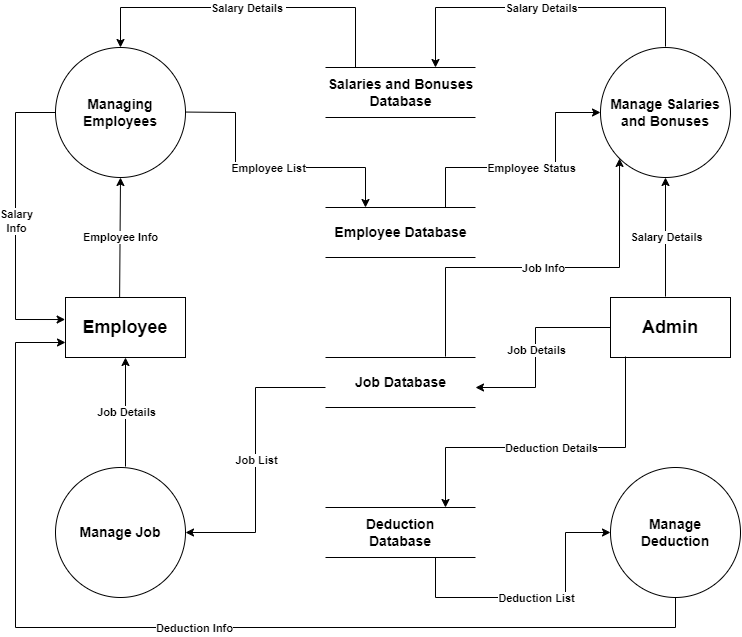 Salary Details
Salary Details
Managing
Employees
Salaries and Bonuses
Database
Manage Salaries
and Bonuses
Employee List
Employee Status
Salary
Info
Employee Info
Employee Database
Salary Details
Job Info
Employee
Admin
Job Details
Job Database
Job Details
Deduction Details
Job List
Manage Job
Deduction
Database
Manage
Deduction
Deduction List
Deduction Info